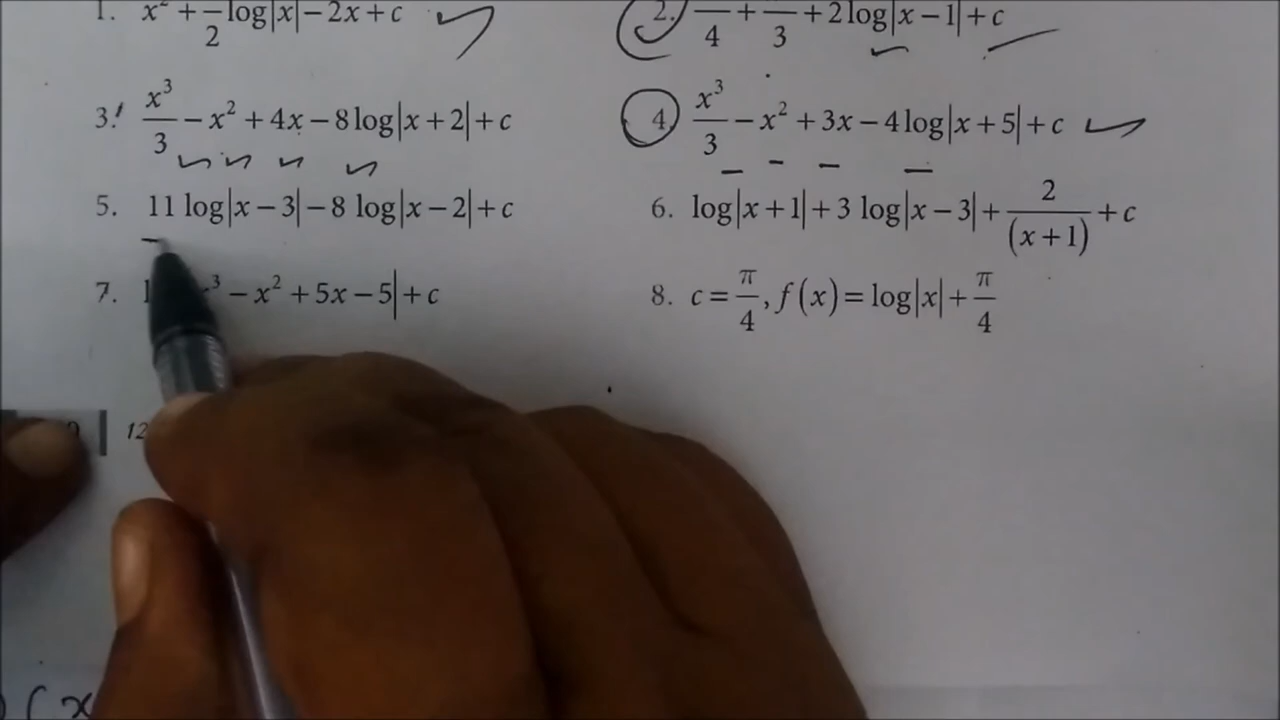 1. x² + —/2 log|x| − 2x + c
2. —/4 + —/3 + 2 log|x − 1| + c
3. x³/3 − x² + 4x − 8 log|x + 2| + c
4. x³/3 − x² + 3x − 4 log|x + 5| + c
5. 11 log|x − 3| − 8 log|x − 2| + c
6. log|x + 1| + 3 log|x − 3| + 2/(x + 1) + c
7. ³ − x² + 5x − 5| + c
8. c = π/4, f(x) = log|x| + π/4
12
(x